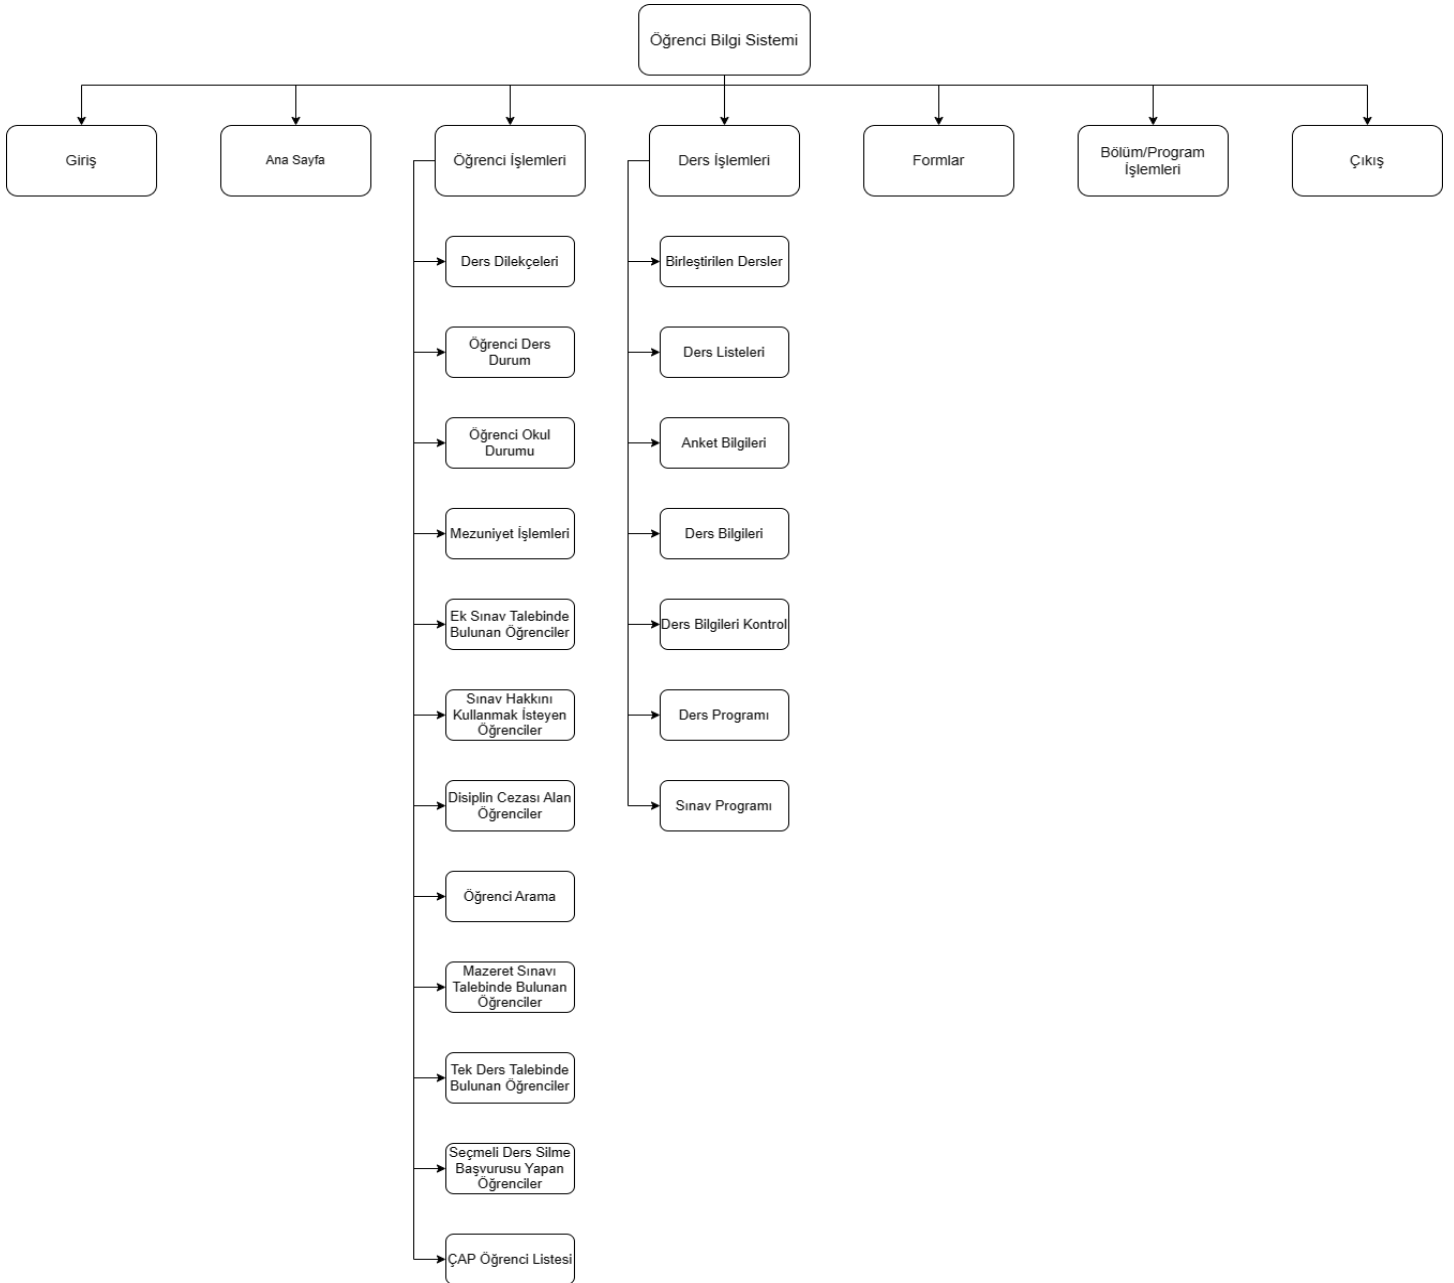 Öğrenci Bilgi Sistemi
Giriş
Ana Sayfa
Öğrenci İşlemleri
Ders İşlemleri
Formlar
Bölüm/Program
İşlemleri
Çıkış
Ders Dilekçeleri
Öğrenci Ders
Durum
Öğrenci Okul
Durumu
Mezuniyet İşlemleri
Ek Sınav Talebinde
Bulunan Öğrenciler
Sınav Hakkını
Kullanmak İsteyen
Öğrenciler
Disiplin Cezası Alan
Öğrenciler
Öğrenci Arama
Mazeret Sınavı
Talebinde Bulunan
Öğrenciler
Tek Ders Talebinde
Bulunan Öğrenciler
Seçmeli Ders Silme
Başvurusu Yapan
Öğrenciler
ÇAP Öğrenci Listesi
Birleştirilen Dersler
Ders Listeleri
Anket Bilgileri
Ders Bilgileri
Ders Bilgileri Kontrol
Ders Programı
Sınav Programı